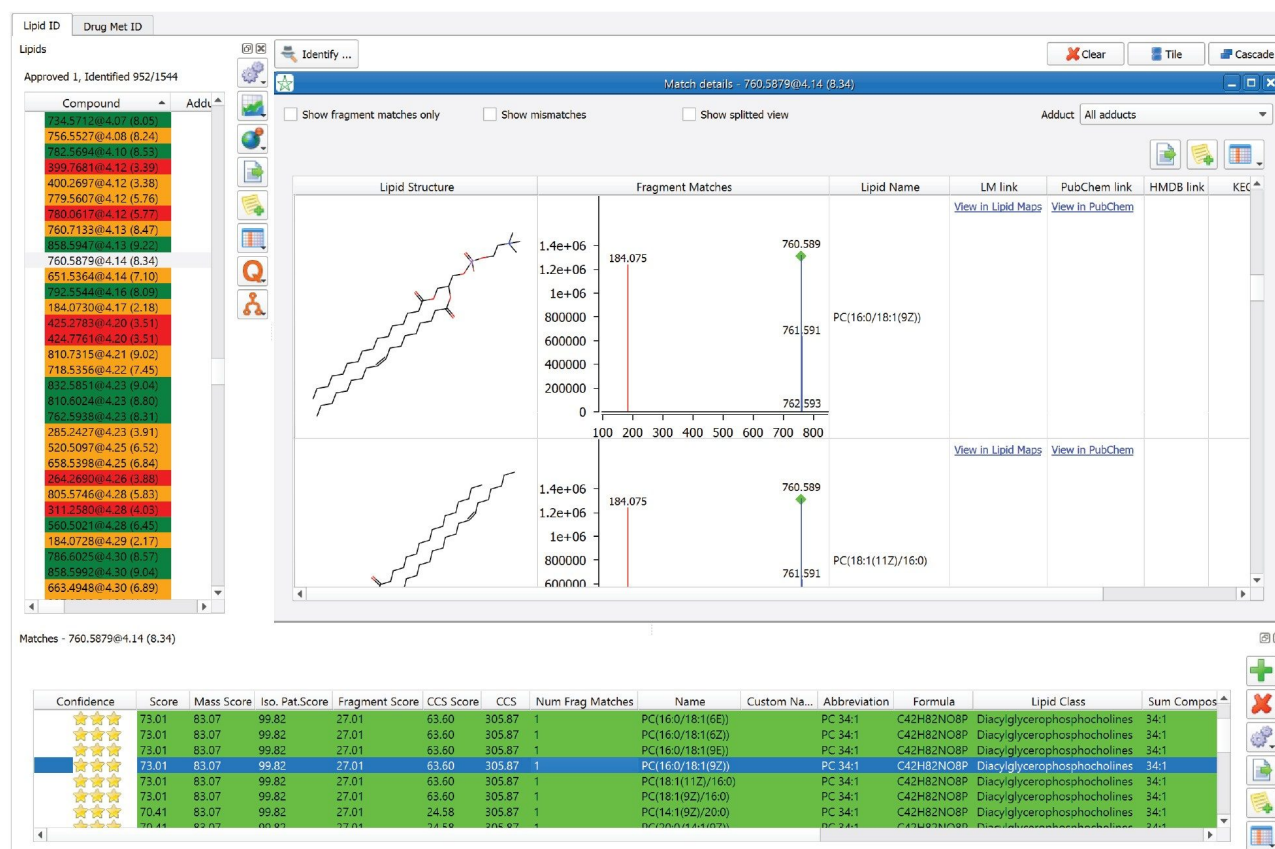 Lipid ID Drug Met ID
Lipids
Approved 1, Identified 952/1544
Compound Addu
734.5712@4.07 (8.05)
756.5527@4.08 (8.24)
782.5694@4.10 (8.53)
399.7681@4.12 (3.39)
400.2697@4.12 (3.38)
779.5607@4.12 (5.76)
780.0617@4.12 (5.77)
760.7133@4.13 (8.47)
858.5947@4.13 (9.22)
760.5879@4.14 (8.34)
651.5364@4.14 (7.10)
792.5544@4.16 (8.09)
184.0730@4.17 (2.18)
425.2783@4.20 (3.51)
424.7761@4.20 (3.51)
810.7315@4.21 (9.02)
718.5356@4.22 (7.45)
832.5851@4.23 (9.04)
810.6024@4.23 (8.80)
762.5938@4.23 (8.31)
285.2427@4.23 (3.91)
520.5097@4.25 (6.52)
658.5398@4.25 (6.84)
264.2690@4.26 (3.88)
805.5746@4.28 (5.83)
311.2580@4.28 (4.03)
560.5021@4.28 (6.45)
184.0728@4.29 (2.17)
786.6025@4.30 (8.57)
858.5992@4.30 (9.04)
663.4948@4.30 (6.89)
Q
Identify ... Clear Tile Cascade
Match details - 760.5879@4.14 (8.34)
Show fragment matches only Show mismatches Show splitted view Adduct All adducts
Lipid Structure Fragment Matches Lipid Name LM link PubChem link HMDB link KEG
View in Lipid Maps View in PubChem
1.4e+06 760.589
184.075
1.2e+06
1e+06
800000 761.591 PC(16:0/18:1(9Z))
600000
400000
200000
762.593
0
100 200 300 400 500 600 700 800
View in Lipid Maps View in PubChem
1.4e+06 760.589
184.075
1.2e+06
1e+06
800000 761.591 PC(18:1(11Z)/16:0)
600000
Matches - 760.5879@4.14 (8.34)
Confidence Score Mass Score Iso. Pat.Score Fragment Score CCS Score CCS Num Frag Matches Name Custom Na... Abbreviation Formula Lipid Class Sum Compos
73.01 83.07 99.82 27.01 63.60 305.87 1 PC(16:0/18:1(6E)) PC 34:1 C42H82NO8P Diacylglycerophosphocholines 34:1
73.01 83.07 99.82 27.01 63.60 305.87 1 PC(16:0/18:1(6Z)) PC 34:1 C42H82NO8P Diacylglycerophosphocholines 34:1
73.01 83.07 99.82 27.01 63.60 305.87 1 PC(16:0/18:1(9E)) PC 34:1 C42H82NO8P Diacylglycerophosphocholines 34:1
73.01 83.07 99.82 27.01 63.60 305.87 1 PC(16:0/18:1(9Z)) PC 34:1 C42H82NO8P Diacylglycerophosphocholines 34:1
73.01 83.07 99.82 27.01 63.60 305.87 1 PC(18:1(11Z)/16:0) PC 34:1 C42H82NO8P Diacylglycerophosphocholines 34:1
73.01 83.07 99.82 27.01 63.60 305.87 1 PC(18:1(9Z)/16:0) PC 34:1 C42H82NO8P Diacylglycerophosphocholines 34:1
70.41 83.07 99.82 27.01 24.58 305.87 1 PC(14:1(9Z)/20:0) PC 34:1 C42H82NO8P Diacylglycerophosphocholines 34:1
70.41 83.07 99.82 27.01 24.58 305.87 1 PC(20:0/14:1(9Z)) PC 34:1 C42H82NO8P Diacylglycerophosphocholines 34:1